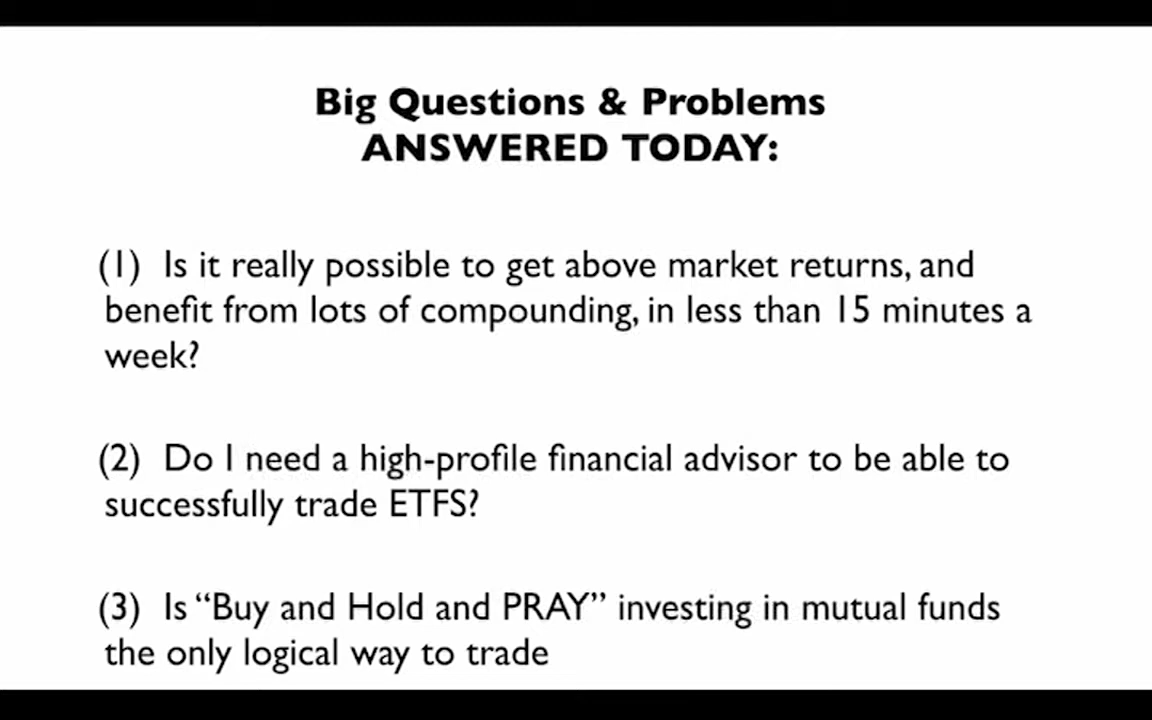 Big Questions & Problems
ANSWERED TODAY:
(1) Is it really possible to get above market returns, and
benefit from lots of compounding, in less than 15 minutes a
week?
(2) Do I need a high-profile financial advisor to be able to
successfully trade ETFS?
(3) Is “Buy and Hold and PRAY” investing in mutual funds
the only logical way to trade